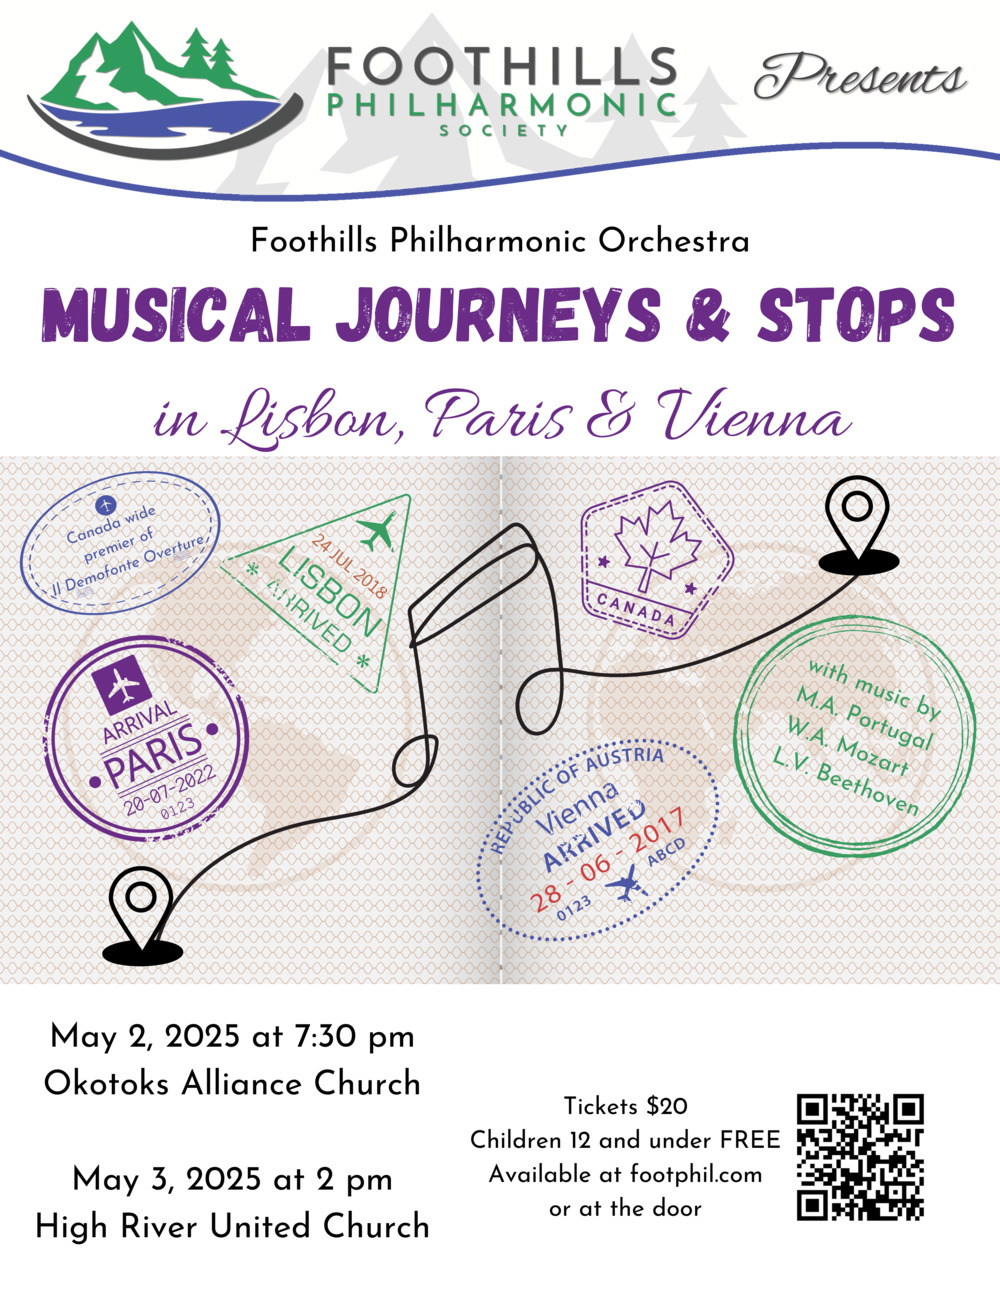 FOOTHILLS
PHILHARMONIC
SOCIETY
Presents
Foothills Philharmonic Orchestra
MUSICAL JOURNEYS & STOPS
in Lisbon, Paris & Vienna
Canada wide
premier of
Il Demofonte Overture
24 JUL 2018
LISBON
* ARRIVED *
CANADA
ARRIVAL
• PARIS •
20-07-2022
0123
with music by
M.A. Portugal
W.A. Mozart
L.V. Beethoven
REPUBLIC OF AUSTRIA
Vienna
ARRIVED
28 - 06 - 2017
0123 ABCD
May 2, 2025 at 7:30 pm
Okotoks Alliance Church
May 3, 2025 at 2 pm
High River United Church
Tickets $20
Children 12 and under FREE
Available at footphil.com
or at the door